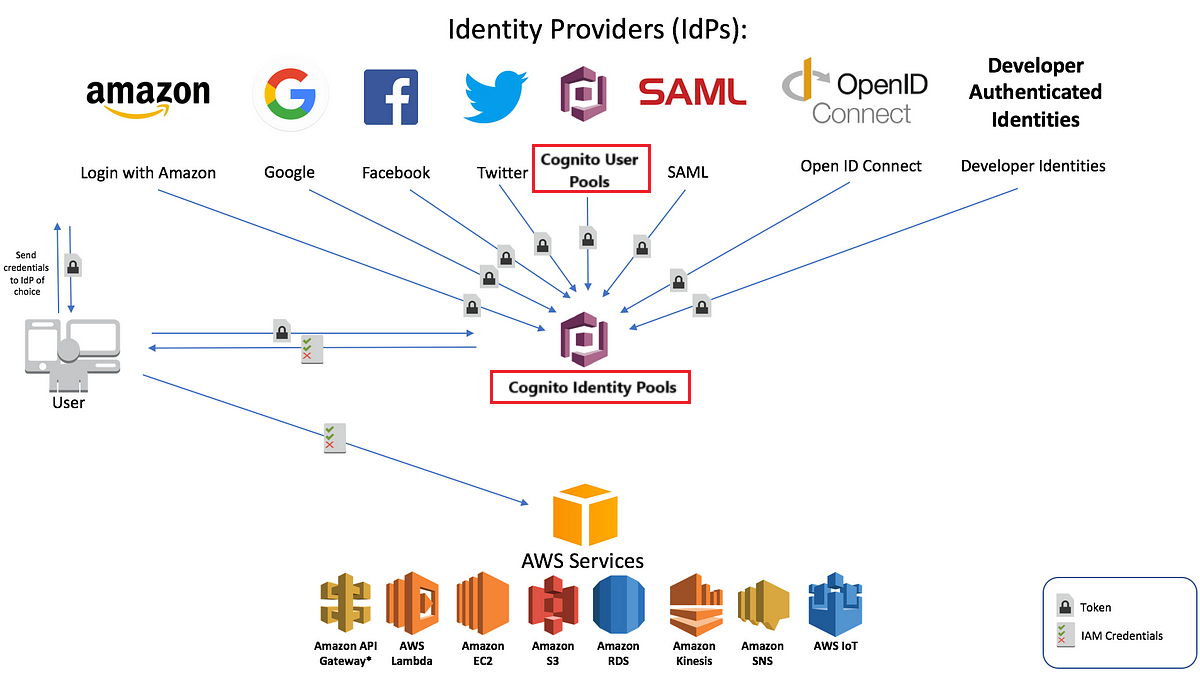 Identity Providers (IdPs):
amazon
G
f
SAML
OpenID
Connect
Developer
Authenticated
Identities
Login with Amazon
Google
Facebook
Twitter
Cognito User
Pools
SAML
Open ID Connect
Developer Identities
Send
credentials
to IdP of
choice
User
Cognito Identity Pools
AWS Services
Amazon API
Gateway*
AWS
Lambda
Amazon
EC2
Amazon
S3
Amazon
RDS
Amazon
Kinesis
Amazon
SNS
AWS IoT
Token
IAM Credentials